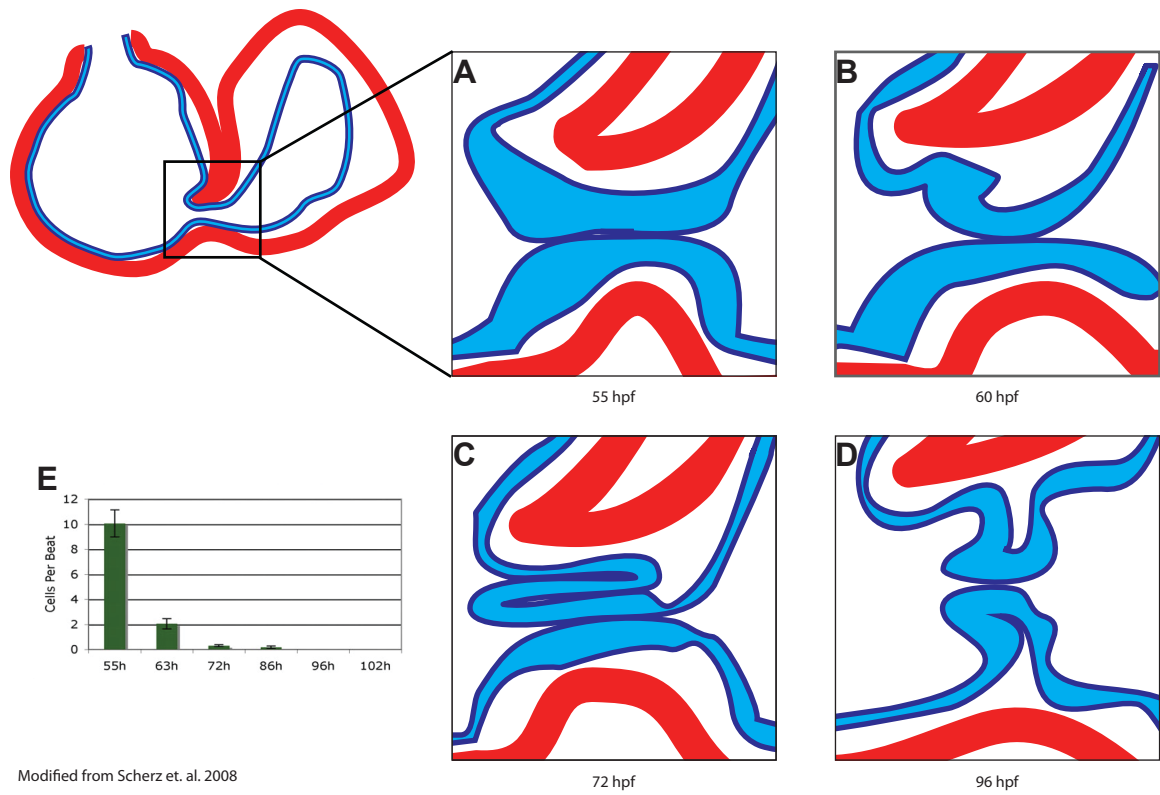 A
B
55 hpf
60 hpf
C
D
E
12
10
8
6
4
2
0
Cells Per Beat
55h 63h 72h 86h 96h 102h
72 hpf
96 hpf
Modified from Scherz et. al. 2008